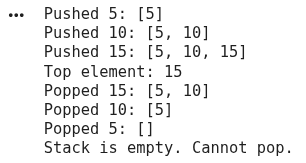 ••• Pushed 5: [5]
Pushed 10: [5, 10]
Pushed 15: [5, 10, 15]
Top element: 15
Popped 15: [5, 10]
Popped 10: [5]
Popped 5: []
Stack is empty. Cannot pop.